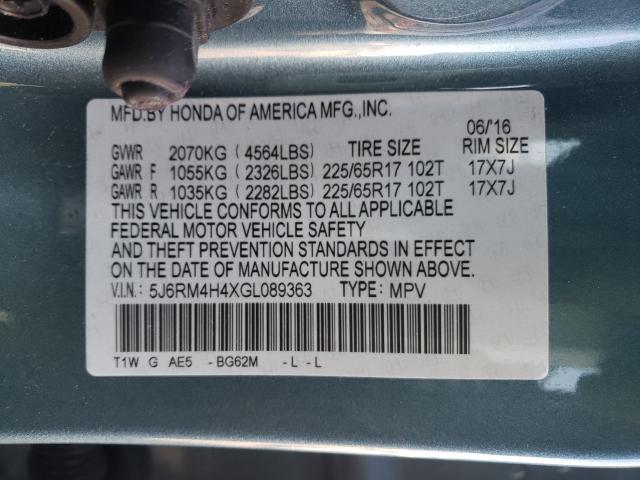 MFD.BY HONDA OF AMERICA MFG.,INC.
06/'16
GVWR 2070KG (4564LBS) TIRE SIZE RIM SIZE
GAWR F 1055KG (2326LBS) 225/65R17 102T 17X7J
GAWR R 1035KG (2282LBS) 225/65R17 102T 17X7J
THIS VEHICLE CONFORMS TO ALL APPLICABLE
FEDERAL MOTOR VEHICLE SAFETY
AND THEFT PREVENTION STANDARDS IN EFFECT
ON THE DATE OF MANUFACTURE SHOWN ABOVE.
V.I.N.: 5J6RM4H4XGL089363 TYPE: MPV
T1W G AE5 -BG62M -L -L